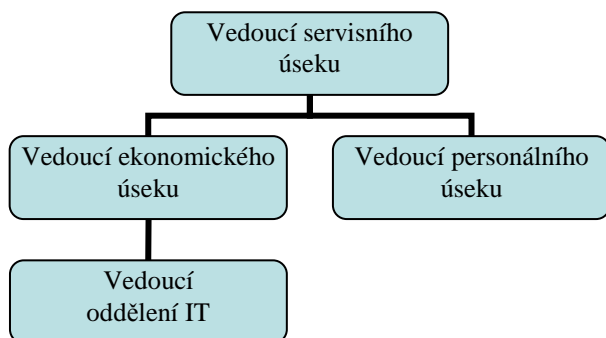 Vedoucí servisního
úseku
Vedoucí ekonomického
úseku
Vedoucí personálního
úseku
Vedoucí
oddělení IT